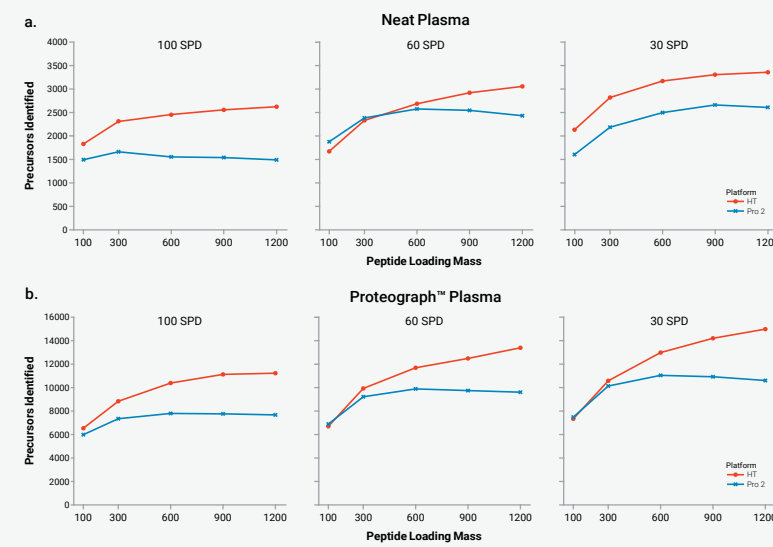 a.
Neat Plasma
100 SPD
60 SPD
30 SPD
Precursors Identified
4000
3500
3000
2500
2000
1500
1000
500
0
100 300 600 900 1200
100 300 600 900 1200
100 300 600 900 120
Platform
HT
Pro 2
Peptide Loading Mass
b.
Proteograph™ Plasma
100 SPD
60 SPD
30 SPD
Precursors Identified
16000
14000
12000
10000
8000
6000
4000
2000
0
100 300 600 900 1200
100 300 600 900 1200
100 300 600 900 1200
Platform
HT
Pro 2
Peptide Loading Mass